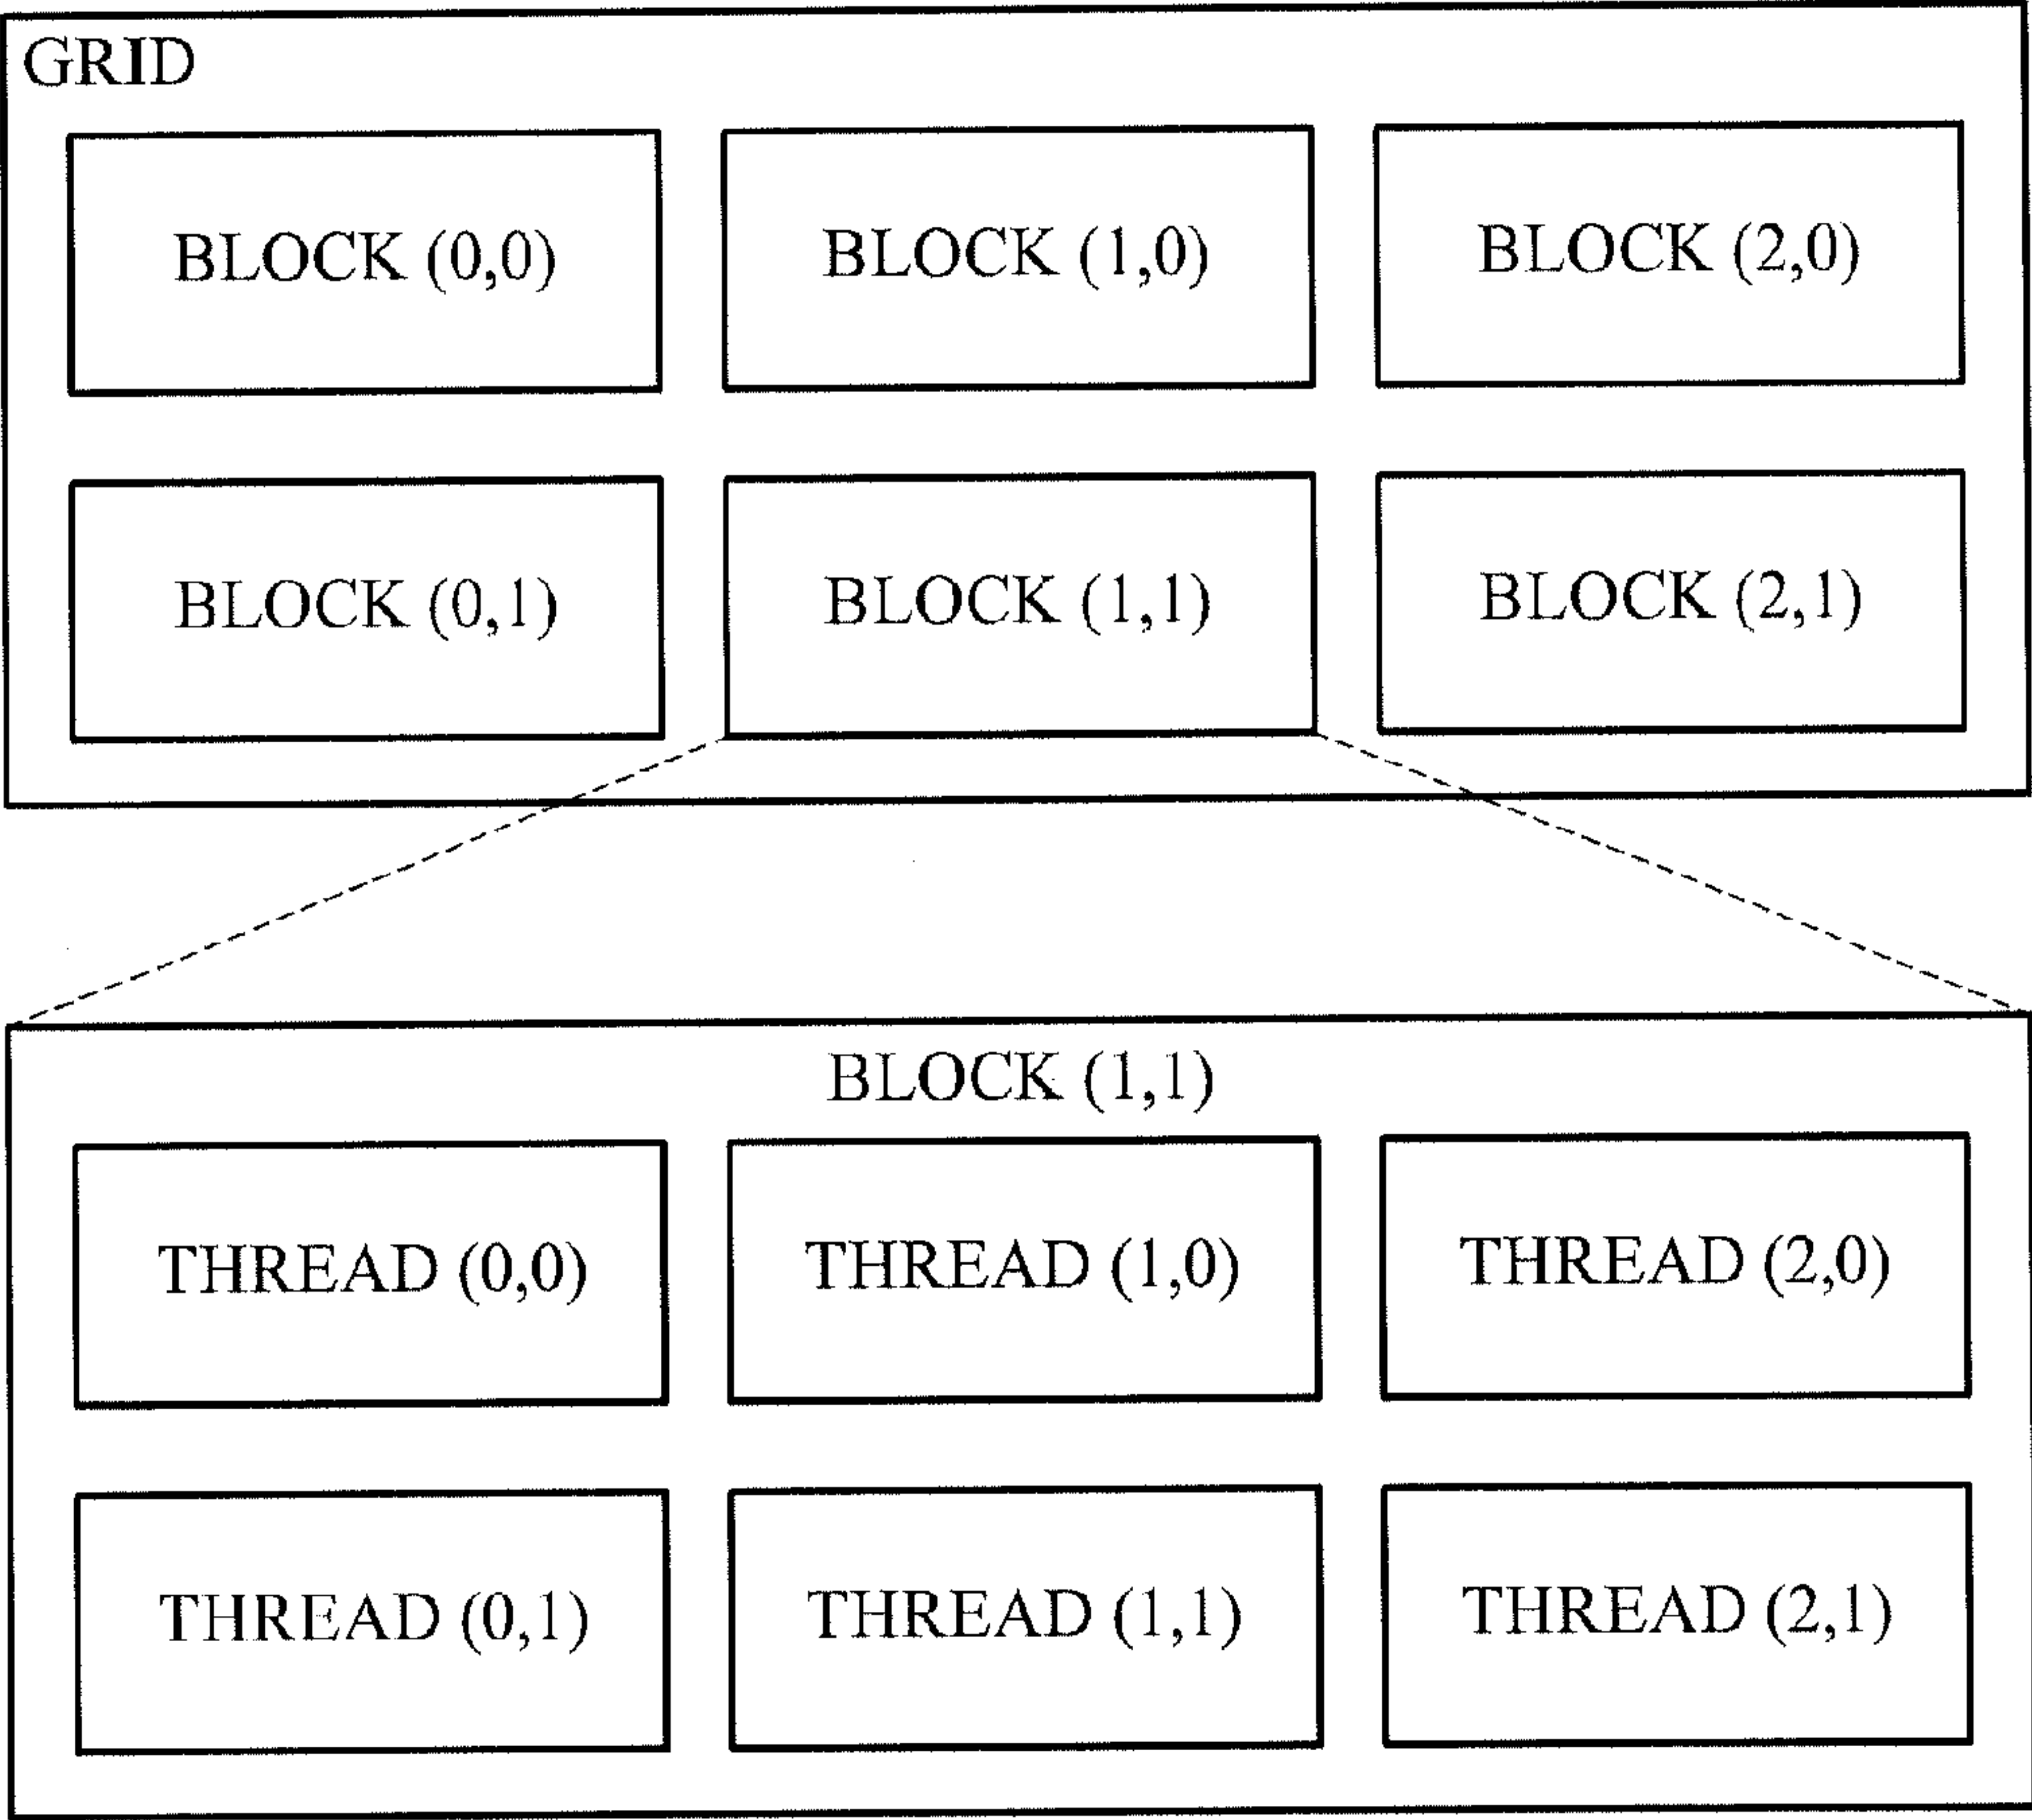 GRID
BLOCK (0,0) BLOCK (1,0) BLOCK (2,0)
BLOCK (0,1) BLOCK (1,1) BLOCK (2,1)
BLOCK (1,1)
THREAD (0,0) THREAD (1,0) THREAD (2,0)
THREAD (0,1) THREAD (1,1) THREAD (2,1)